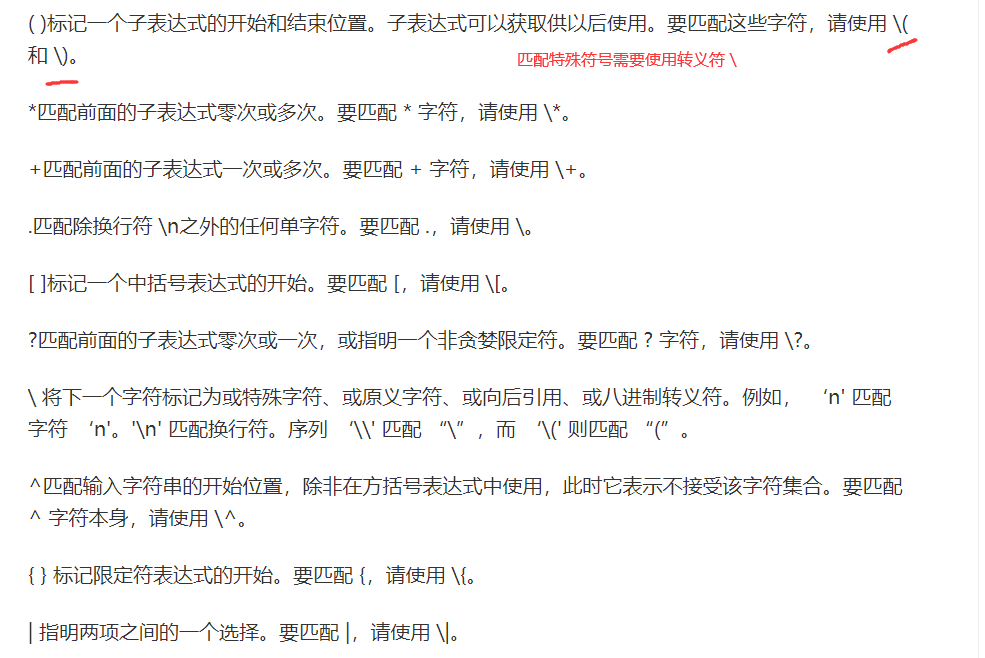 ( )标记一个子表达式的开始和结束位置。子表达式可以获取供以后使用。要匹配这些字符，请使用 \(
和 \)。
匹配特殊符号需要使用转义符 \
*匹配前面的子表达式零次或多次。要匹配 * 字符，请使用 \*。
+匹配前面的子表达式一次或多次。要匹配 + 字符，请使用 \+。
.匹配除换行符 \n之外的任何单字符。要匹配 .，请使用 \。
[ ]标记一个中括号表达式的开始。要匹配 [，请使用 \[。
?匹配前面的子表达式零次或一次，或指明一个非贪婪限定符。要匹配 ? 字符，请使用 \?。
\ 将下一个字符标记为或特殊字符、或原义字符、或向后引用、或八进制转义符。例如， ‘n' 匹配
字符 ‘n'。'\n' 匹配换行符。序列 ‘\\' 匹配 “\”，而 ‘\(' 则匹配 “(”。
^匹配输入字符串的开始位置，除非在方括号表达式中使用，此时它表示不接受该字符集合。要匹配
^ 字符本身，请使用 \^。
{ } 标记限定符表达式的开始。要匹配 {，请使用 \{。
| 指明两项之间的一个选择。要匹配 |，请使用 \|。